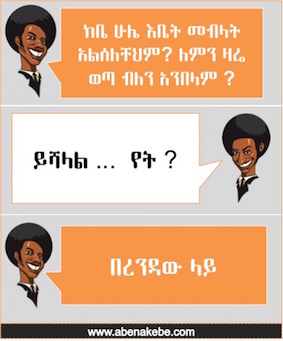 ከቤ ሁሌ እቤት መብላት
አልሰለቸህም? ለምን ዛሬ
ወጣ ብለን አንበላም ?
ይሻላል ... የት ?
በረንዳው ላይ
www.abenakebe.com